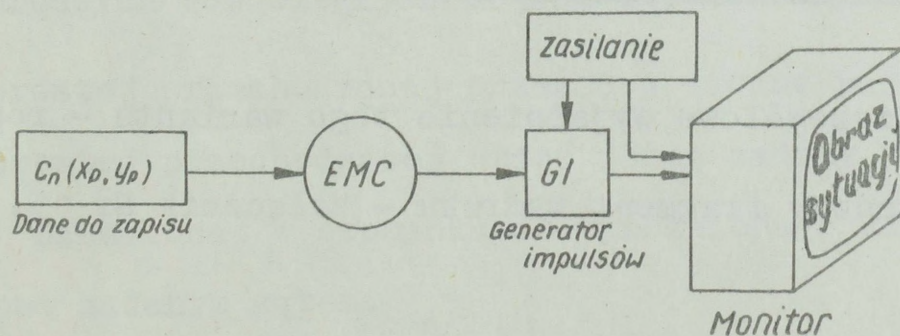 Zasilanie
Cn(xp, yp)
Dane do zapisu
EMC
GI
Generator
impulsów
Obraz
sytuacji
Monitor